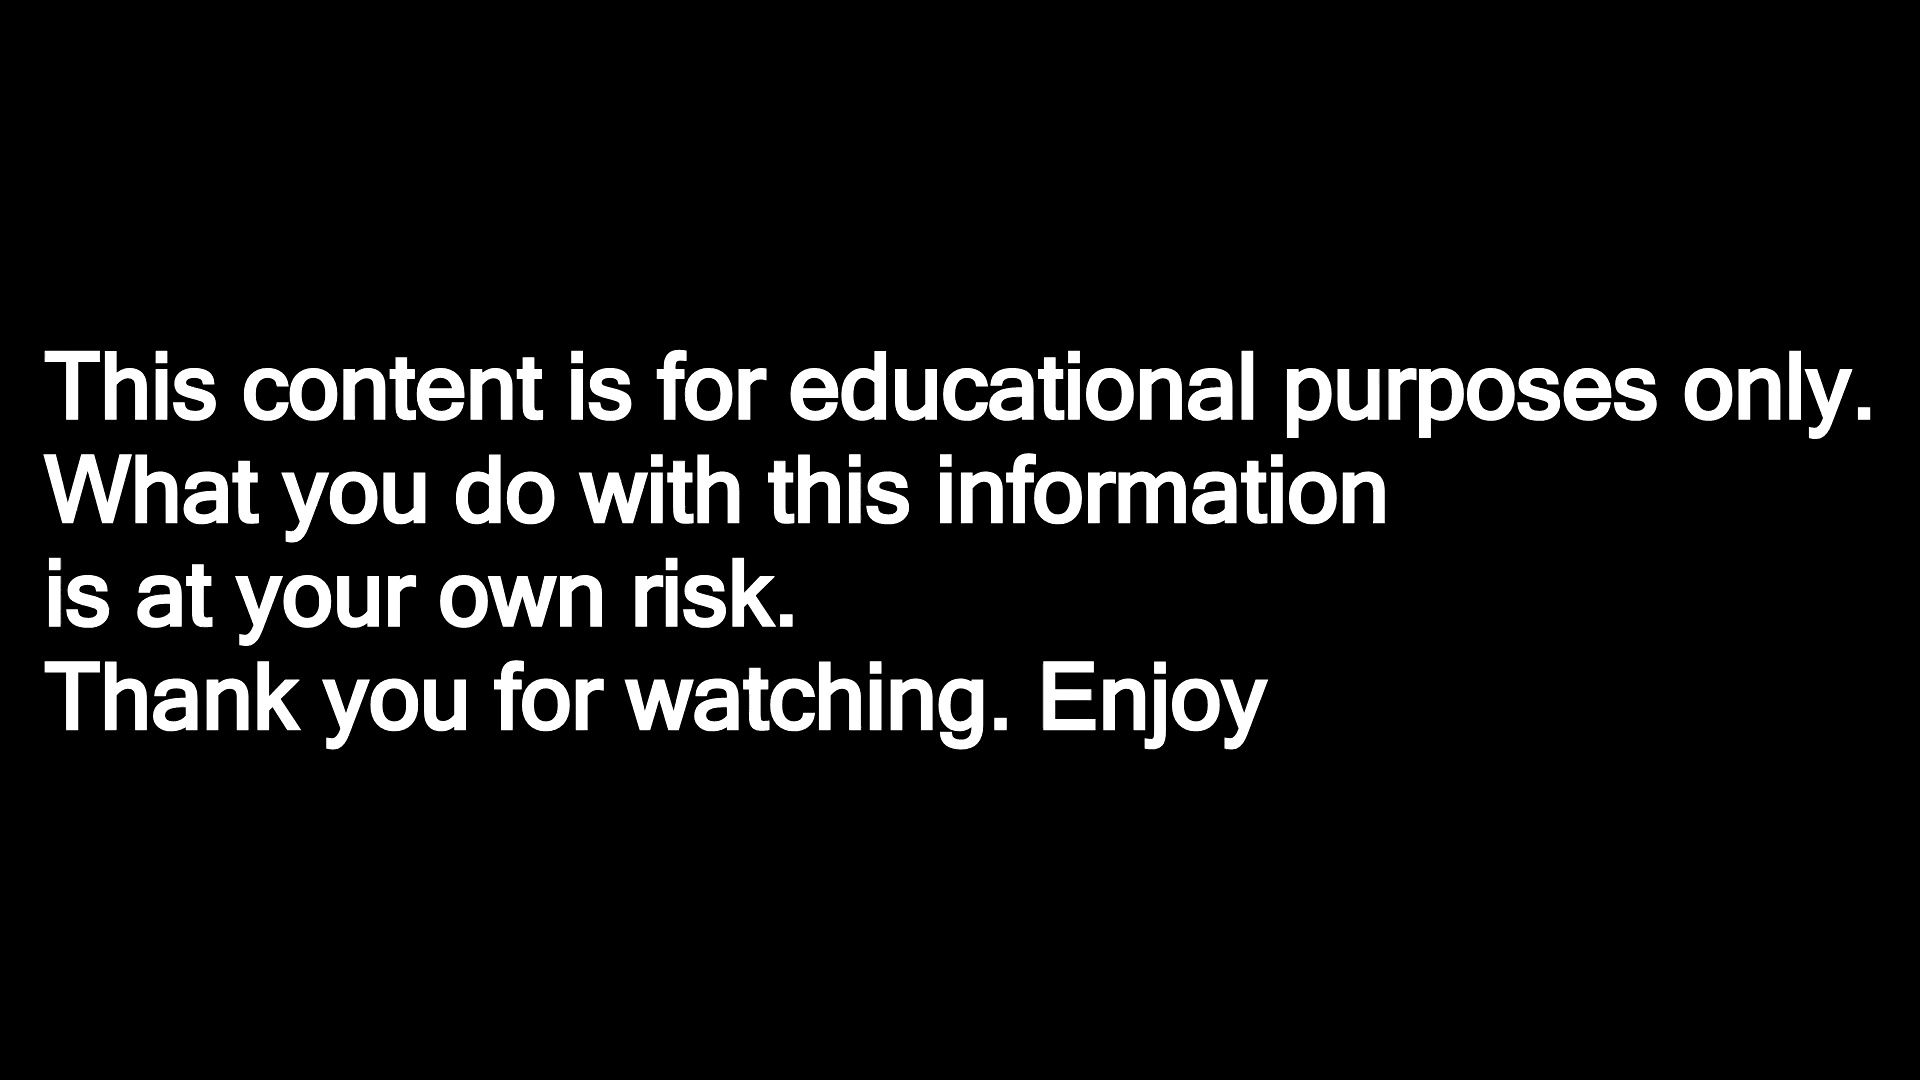 This content is for educational purposes only.
What you do with this information
is at your own risk.
Thank you for watching. Enjoy